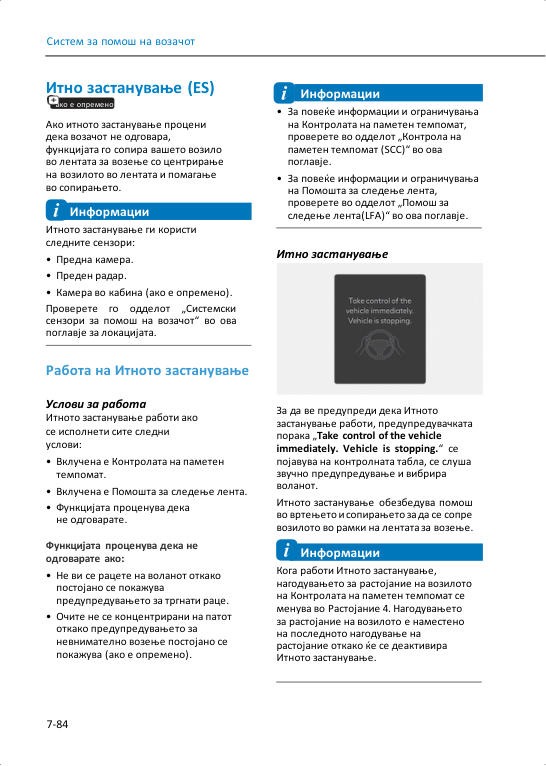 Систем за помош на возачот
Итно застанување (ES)
ако е опремено
Ако итното застанување процени
дека возачот не одговара,
функцијата го сопира вашето возило
во лентата за возење со центрирање
на возилото во лентата и помагање
во сопирањето.
Информации
Итното застанување ги користи
следните сензори:
• Предна камера.
• Преден радар.
• Камера во кабина (ако е опремено).
Проверете го одделот „Системски
сензори за помош на возачот“ во ова
поглавје за локацијата.
Работа на Итното застанување
Услови за работа
Итното застанување работи ако
се исполнети сите следни
услови:
• Вклучена е Контролата на паметен
темпомат.
• Вклучена е Помошта за следење лента.
• Функцијата проценува дека
не одговарате.
Функцијата проценува дека не
одговарате ако:
• Не ви се рацете на воланот откако
постојано се покажува
предупредувањето за тргнати раце.
• Очите не се концентрирани на патот
откако предупредувањето за
невнимателно возење постојано се
покажува (ако е опремено).
Информации
• За повеќе информации и ограничувања
на Контролата на паметен темпомат,
проверете во одделот „Контрола на
паметен темпомат (SCC)“ во ова
поглавје.
• За повеќе информации и ограничувања
на Помошта за следење лента,
проверете во одделот „Помош за
следење лента(LFA)“ во ова поглавје.
Итно застанување
Take control of the
vehicle immediately.
Vehicle is stopping.
За да ве предупреди дека Итното
застанување работи, предупредувачката
порака „Take control of the vehicle
immediately. Vehicle is stopping.“ се
појавува на контролната табла, се слуша
звучно предупредување и вибрира
воланот.
Итното застанување обезбедува помош
во вртењето и сопирањето за да се сопре
возилото во рамки на лентата за возење.
Информации
Кога работи Итното застанување,
нагодувањето за растојание на возилото
на Контролата на паметен темпомат се
менува во Растојание 4. Нагодувањето
за растојание на возилото е наместено
на последното нагодување на
растојание откако ќе се деактивира
Итното застанување.
7-84